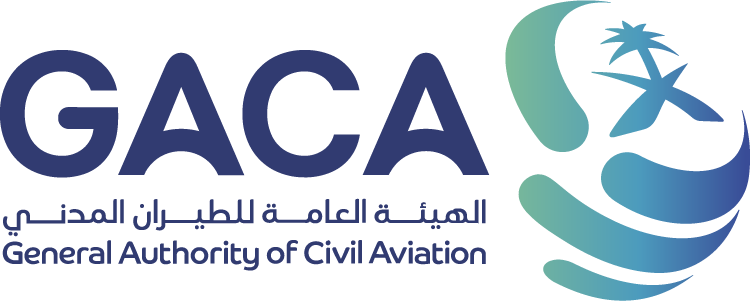 GACA
الهيئة العامة للطيران المدني
General Authority of Civil Aviation